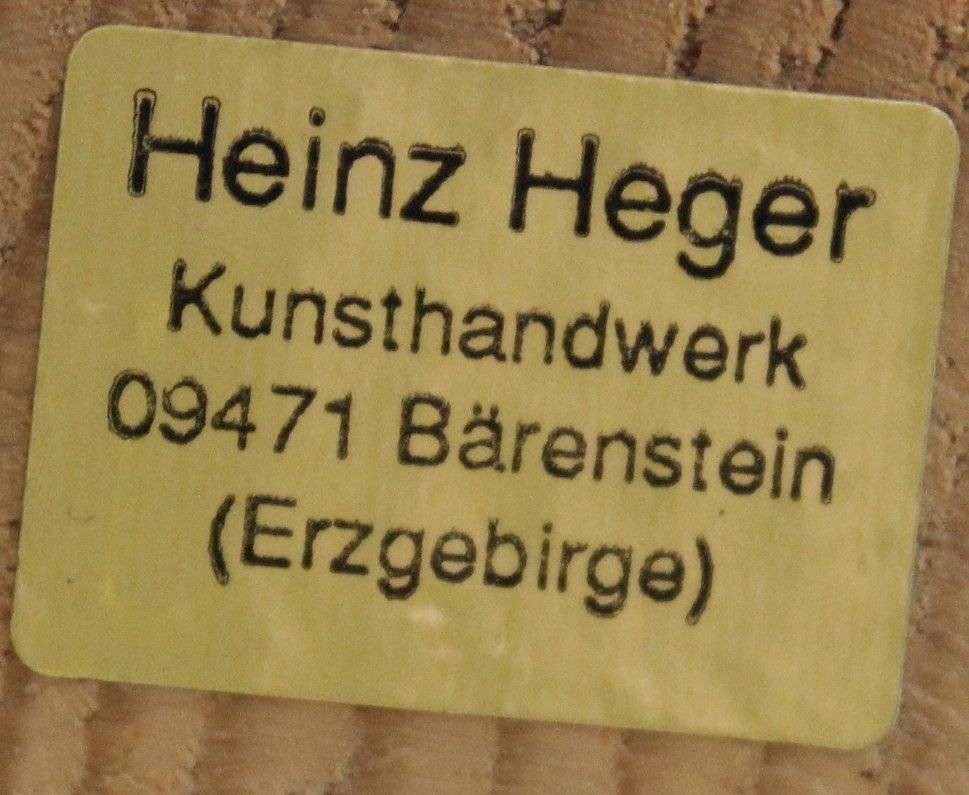 Heinz Heger
Kunsthandwerk
09471 Bärenstein
(Erzgebirge)